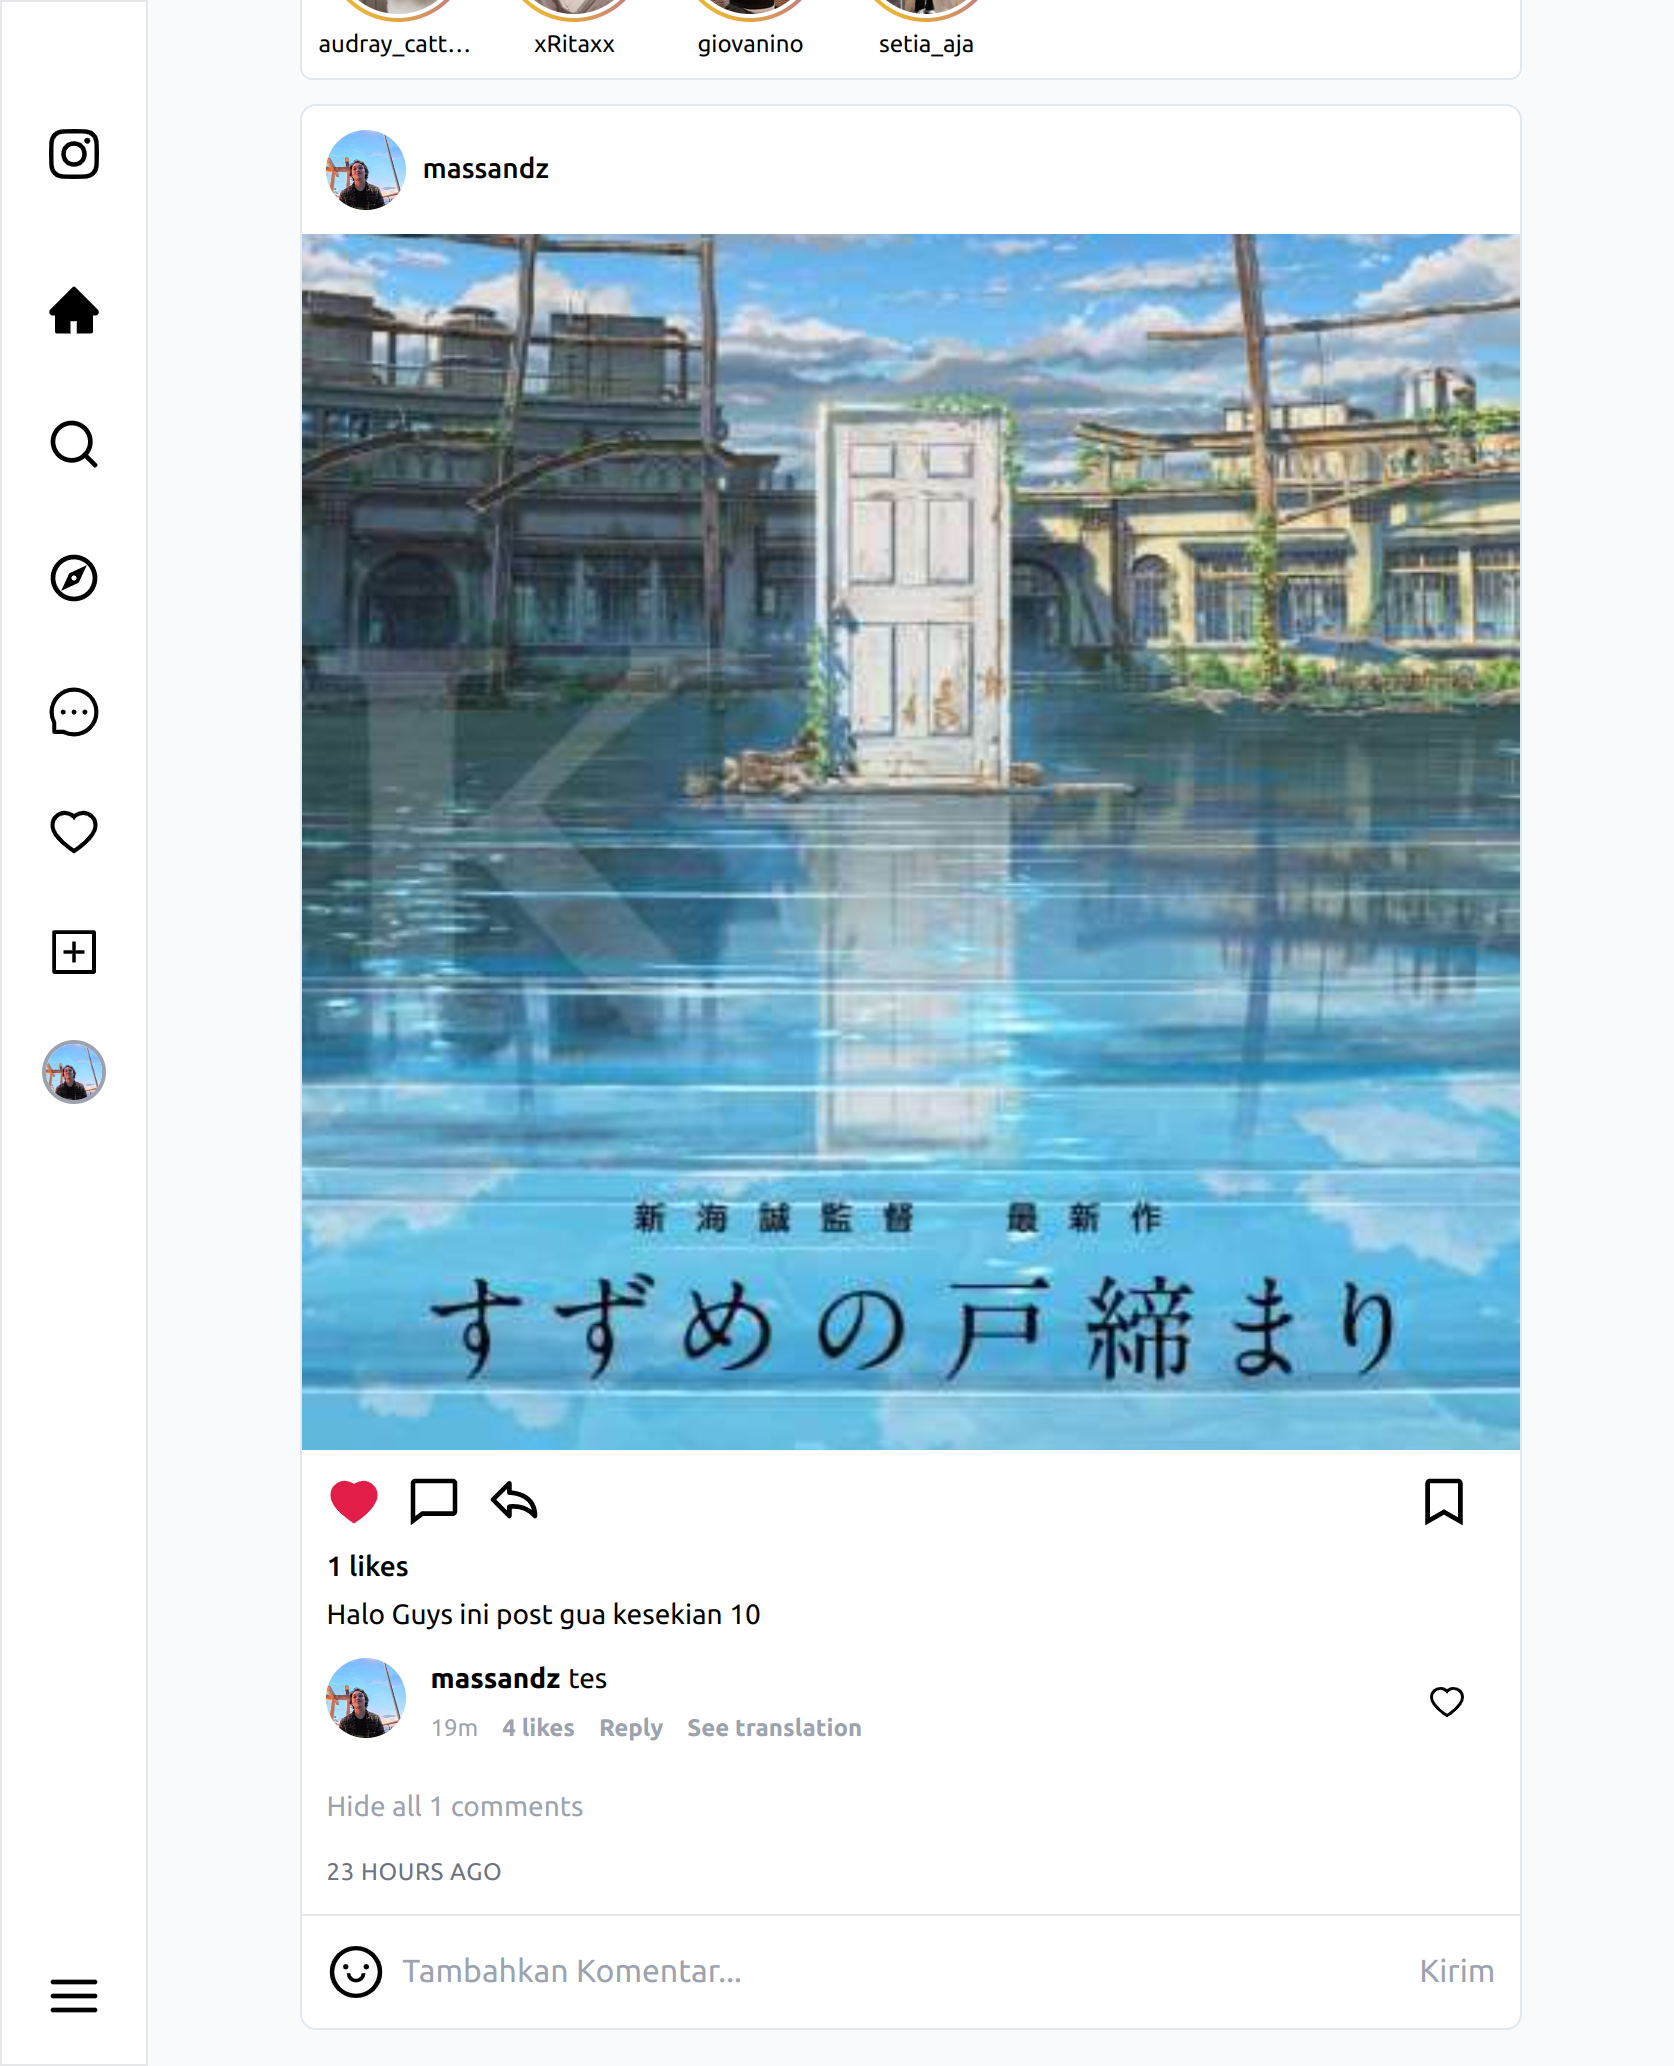 audray_catt... xRitaxx giovanino setia_aja
massandz
K
新海誠監督 最新作
すずめの戸締まり
1 likes
Halo Guys ini post gua kesekian 10
massandz tes
19m 4 likes Reply See translation
Hide all 1 comments
23 HOURS AGO
Tambahkan Komentar... Kirim